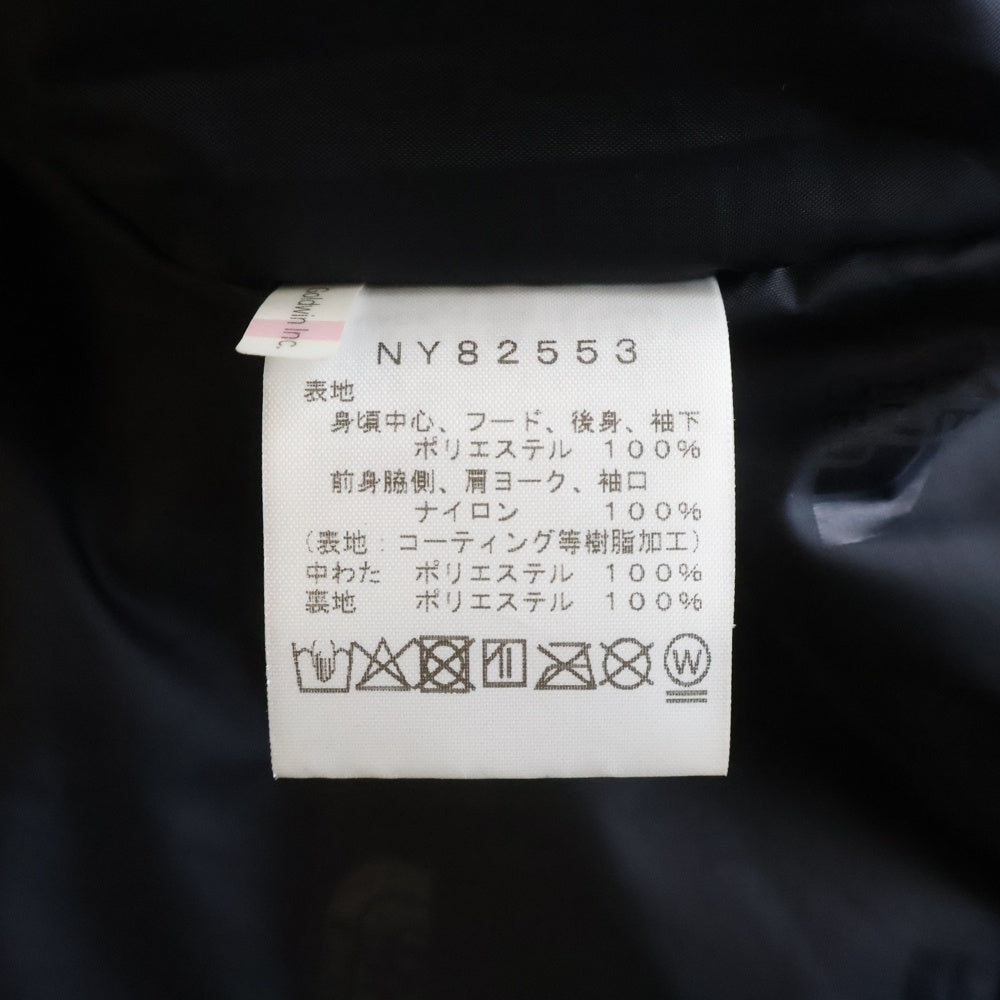 Goldwin Inc.
NY82553
表地
身頃中心、フード、後身、袖下
ポリエステル 100%
前身脇側、肩ヨーク、袖口
ナイロン 100%
(表地:コーティング等樹脂加工)
中わた ポリエステル 100%
裏地 ポリエステル 100%
W